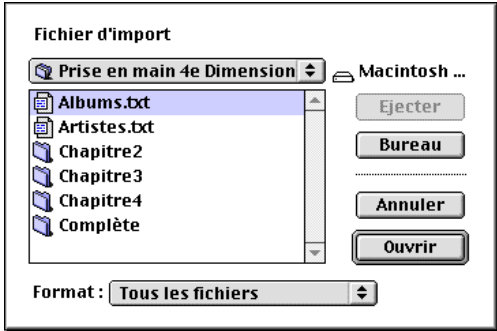 Fichier d'import
Prise en main 4e Dimension
Macintosh ...
Albums.txt
Artistes.txt
Chapitre2
Chapitre3
Chapitre4
Complète
Ejecter
Bureau
Annuler
Ouvrir
Format : Tous les fichiers